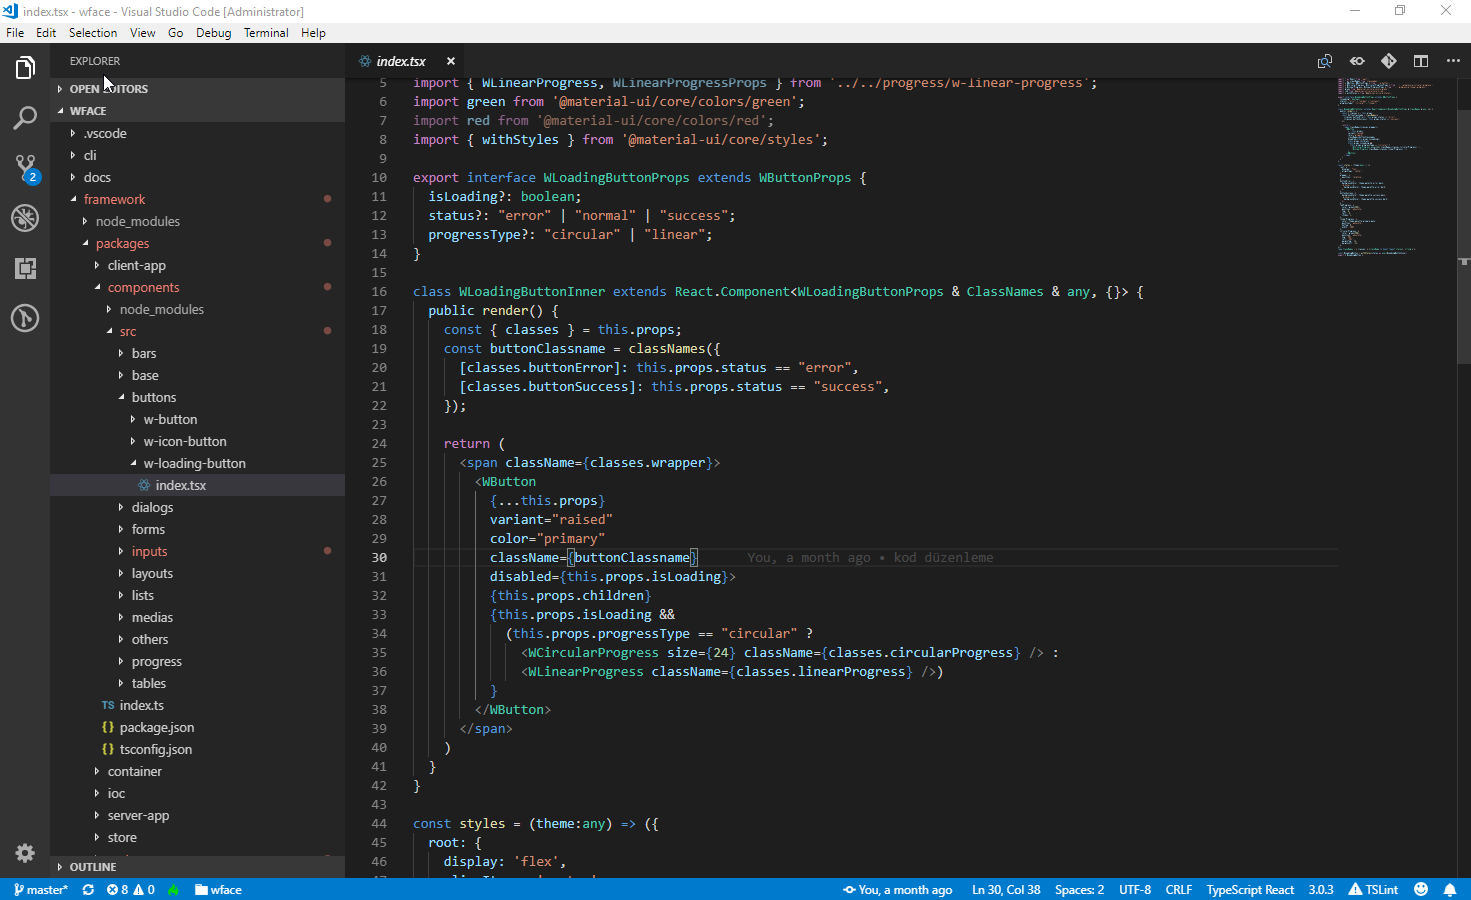 index.tsx - wface - Visual Studio Code [Administrator]
File Edit Selection View Go Debug Terminal Help
EXPLORER
OPEN EDITORS
WFACE
.vscode
cli
docs
framework
node_modules
packages
client-app
components
node_modules
src
bars
base
buttons
w-button
w-icon-button
w-loading-button
index.tsx
dialogs
forms
inputs
layouts
lists
medias
others
progress
tables
TS index.ts
{} package.json
{} tsconfig.json
container
ioc
server-app
store
OUTLINE
2
index.tsx
5 import { WLinearProgress, WLinearProgressProps } from '../../progress/w-linear-progress';
6 import green from '@material-ui/core/colors/green';
7 import red from '@material-ui/core/colors/red';
8 import { withStyles } from '@material-ui/core/styles';
9
10 export interface WLoadingButtonProps extends WButtonProps {
11 isLoading?: boolean;
12 status?: "error" | "normal" | "success";
13 progressType?: "circular" | "linear";
14 }
15
16 class WLoadingButtonInner extends React.Component<WLoadingButtonProps & ClassNames & any, {}> {
17 public render() {
18 const { classes } = this.props;
19 const buttonClassname = classNames({
20 [classes.buttonError]: this.props.status == "error",
21 [classes.buttonSuccess]: this.props.status == "success",
22 });
23
24 return (
25 <span className={classes.wrapper}>
26 <WButton
27 {...this.props}
28 variant="raised"
29 color="primary"
30 className={buttonClassname} You, a month ago • kod düzenleme
31 disabled={this.props.isLoading}>
32 {this.props.children}
33 {this.props.isLoading &&
34 (this.props.progressType == "circular" ?
35 <WCircularProgress size={24} className={classes.circularProgress} /> :
36 <WLinearProgress className={classes.linearProgress} />)
37 }
38 </WButton>
39 </span>
40 )
41 }
42 }
43
44 const styles = (theme:any) => ({
45 root: {
46 display: 'flex',
master* 8 0 wface You, a month ago Ln 30, Col 38 Spaces: 2 UTF-8 CRLF TypeScript React 3.0.3 TSLint